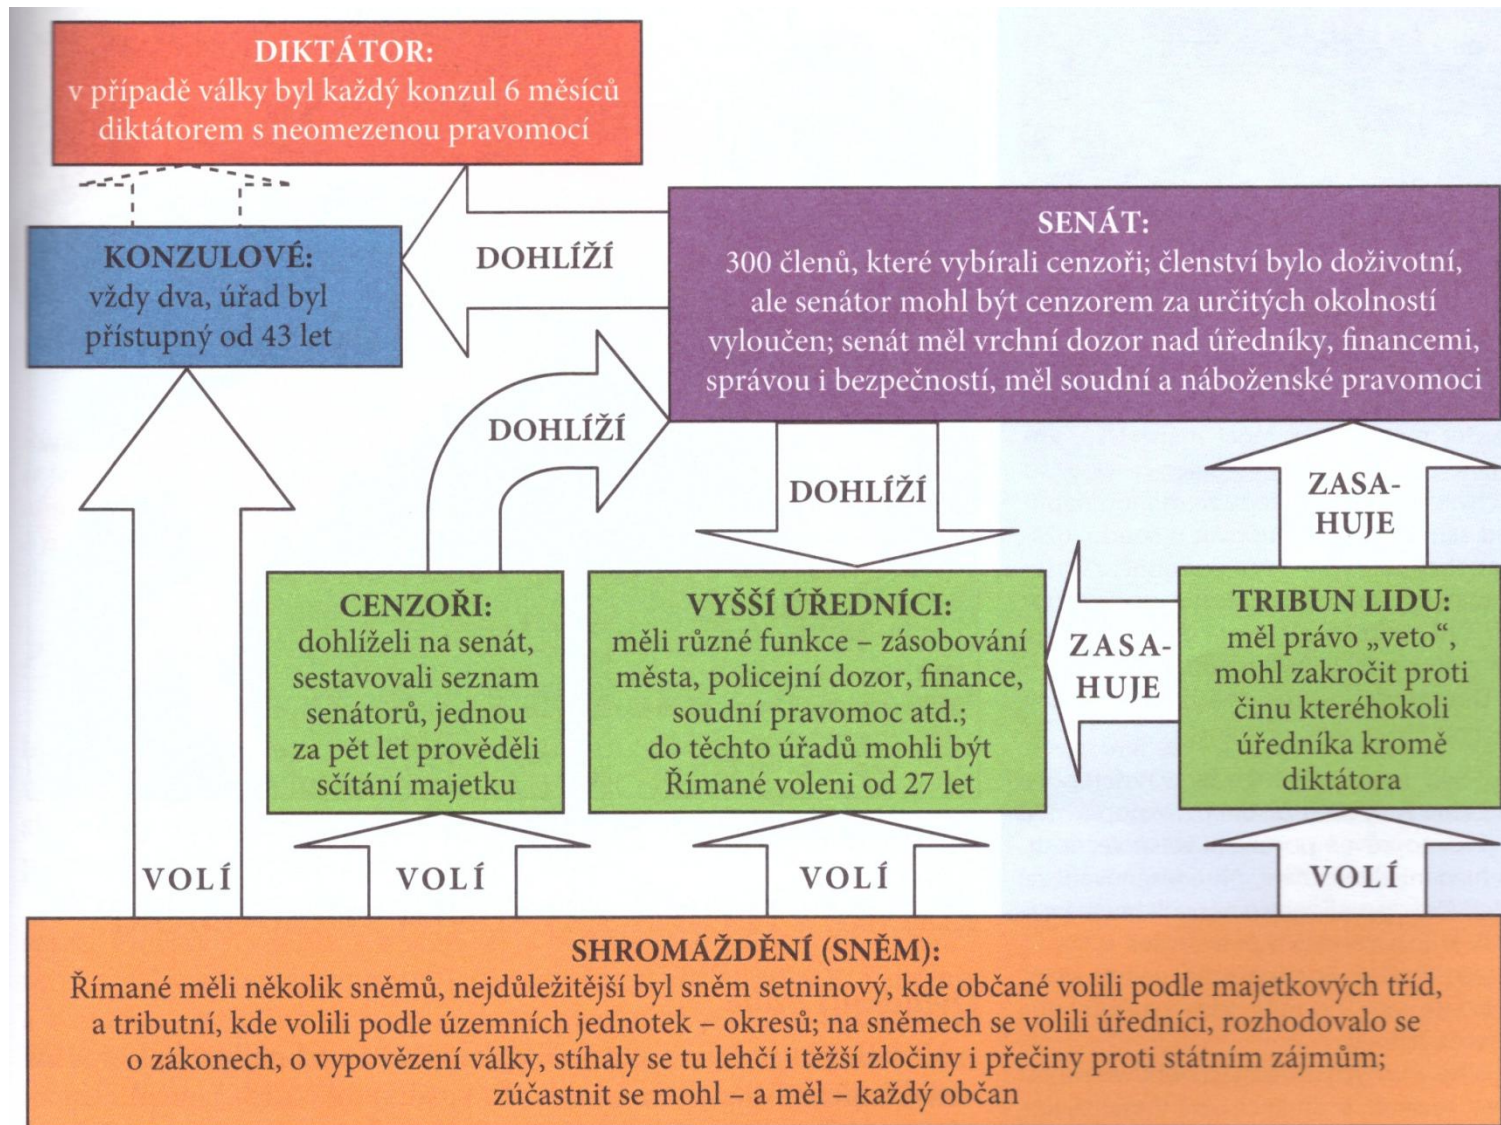 DIKTÁTOR:
v případě války byl každý konzul 6 měsíců
diktátorem s neomezenou pravomocí
KONZULOVÉ:
vždy dva, úřad byl
přístupný od 43 let
DOHLÍŽÍ
SENÁT:
300 členů, které vybírali cenzoři; členství bylo doživotní,
ale senátor mohl být cenzorem za určitých okolností
vyloučen; senát měl vrchní dozor nad úředníky, financemi,
správou i bezpečností, měl soudní a náboženské pravomoci
DOHLÍŽÍ
DOHLÍŽÍ
ZASA-
HUJE
CENZOŘI:
dohlíželi na senát,
sestavovali seznam
senátorů, jednou
za pět let prověděli
sčítání majetku
VYŠŠÍ ÚŘEDNÍCI:
měli různé funkce – zásobování
města, policejní dozor, finance,
soudní pravomoc atd.;
do těchto úřadů mohli být
Římané voleni od 27 let
ZASA-
HUJE
TRIBUN LIDU:
měl právo „veto“,
mohl zakročit proti
činu kteréhokoli
úředníka kromě
diktátora
VOLÍ
VOLÍ
VOLÍ
VOLÍ
SHROMÁŽDĚNÍ (SNĚM):
Římané měli několik sněmů, nejdůležitější byl sněm setninový, kde občané volili podle majetkových tříd,
a tributní, kde volili podle územních jednotek – okresů; na sněmech se volili úředníci, rozhodovalo se
o zákonech, o vypovězení války, stíhaly se tu lehčí i těžší zločiny i přečiny proti státním zájmům;
zúčastnit se mohl – a měl – každý občan